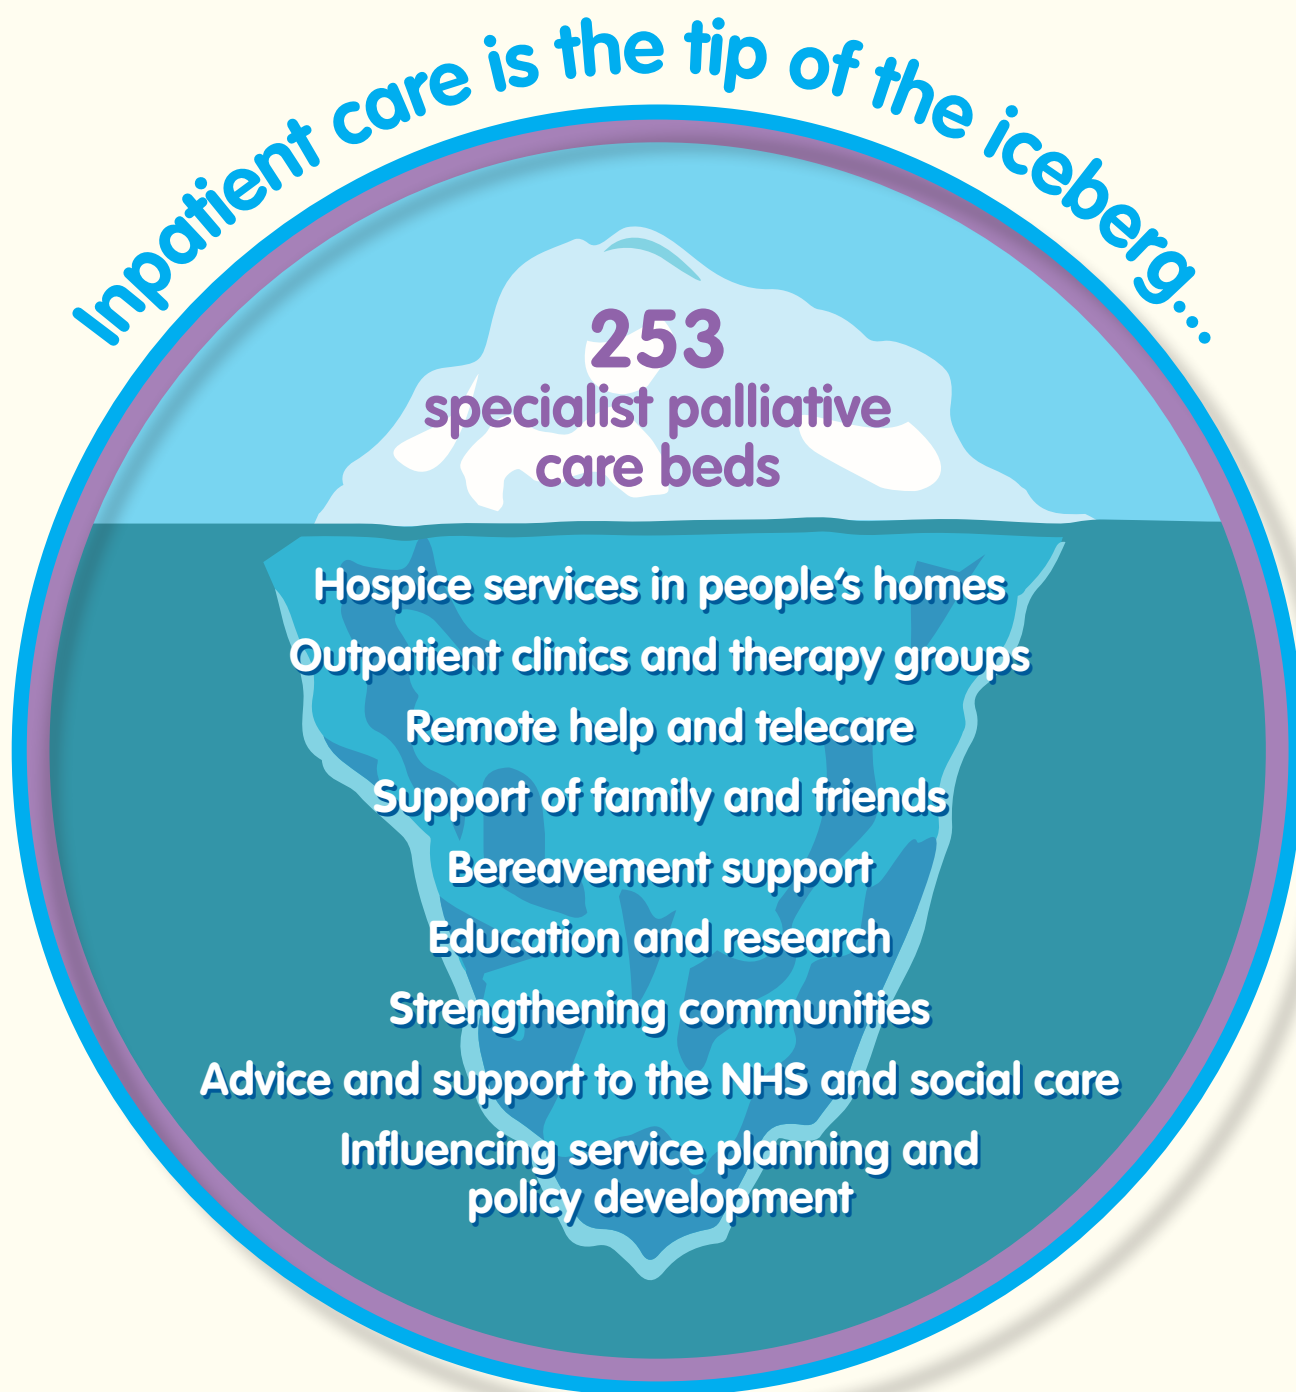 Inpatient care is the tip of the iceberg...
253
specialist palliative
care beds
Hospice services in people's homes
Outpatient clinics and therapy groups
Remote help and telecare
Support of family and friends
Bereavement support
Education and research
Strengthening communities
Advice and support to the NHS and social care
Influencing service planning and
policy development